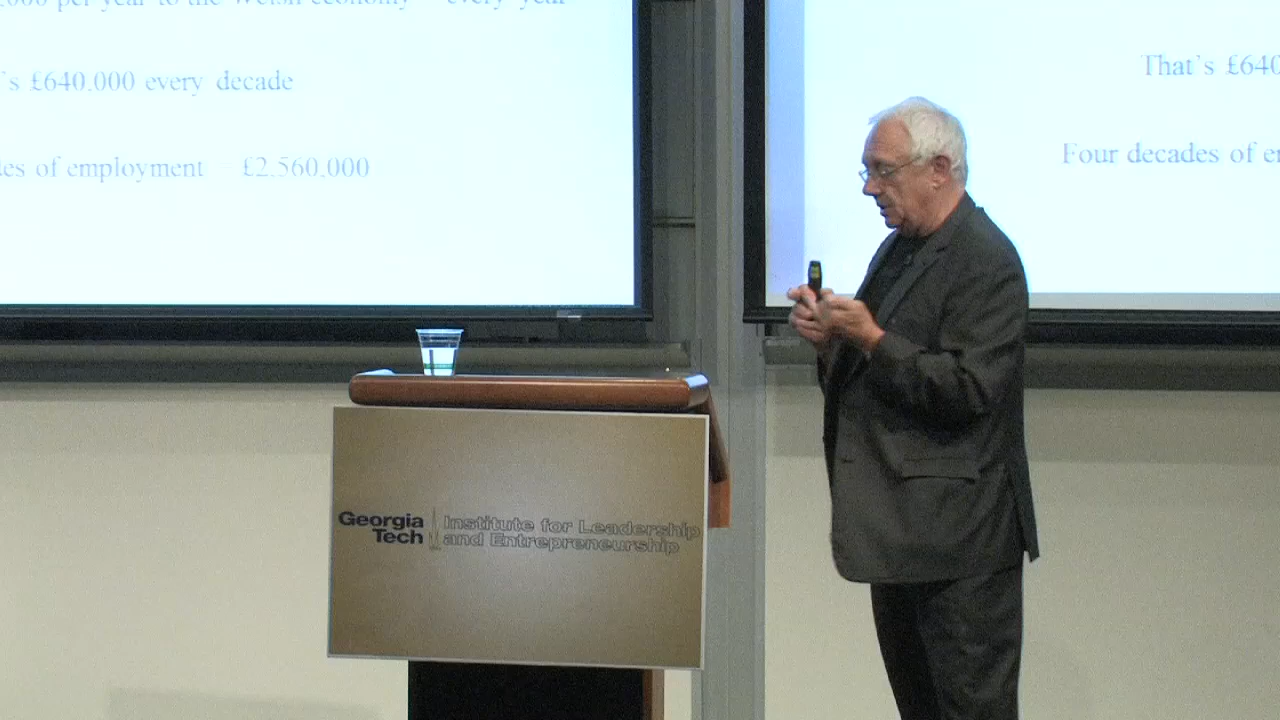 ,000 per year to the Welsh economy – every year
's £640,000 every decade
des of employment = £2,560,000
That's £640
Four decades of e
Georgia Tech
Institute for Leadership
and Entrepreneurship